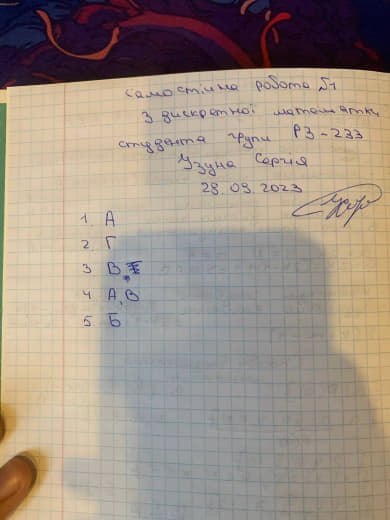 Самостійна робота №1
З дискретної математики
студента групи РЗ-233
Узуна Сергія
28.09.2023
1. А
2. Г
3 В
4 А, В
5. Б